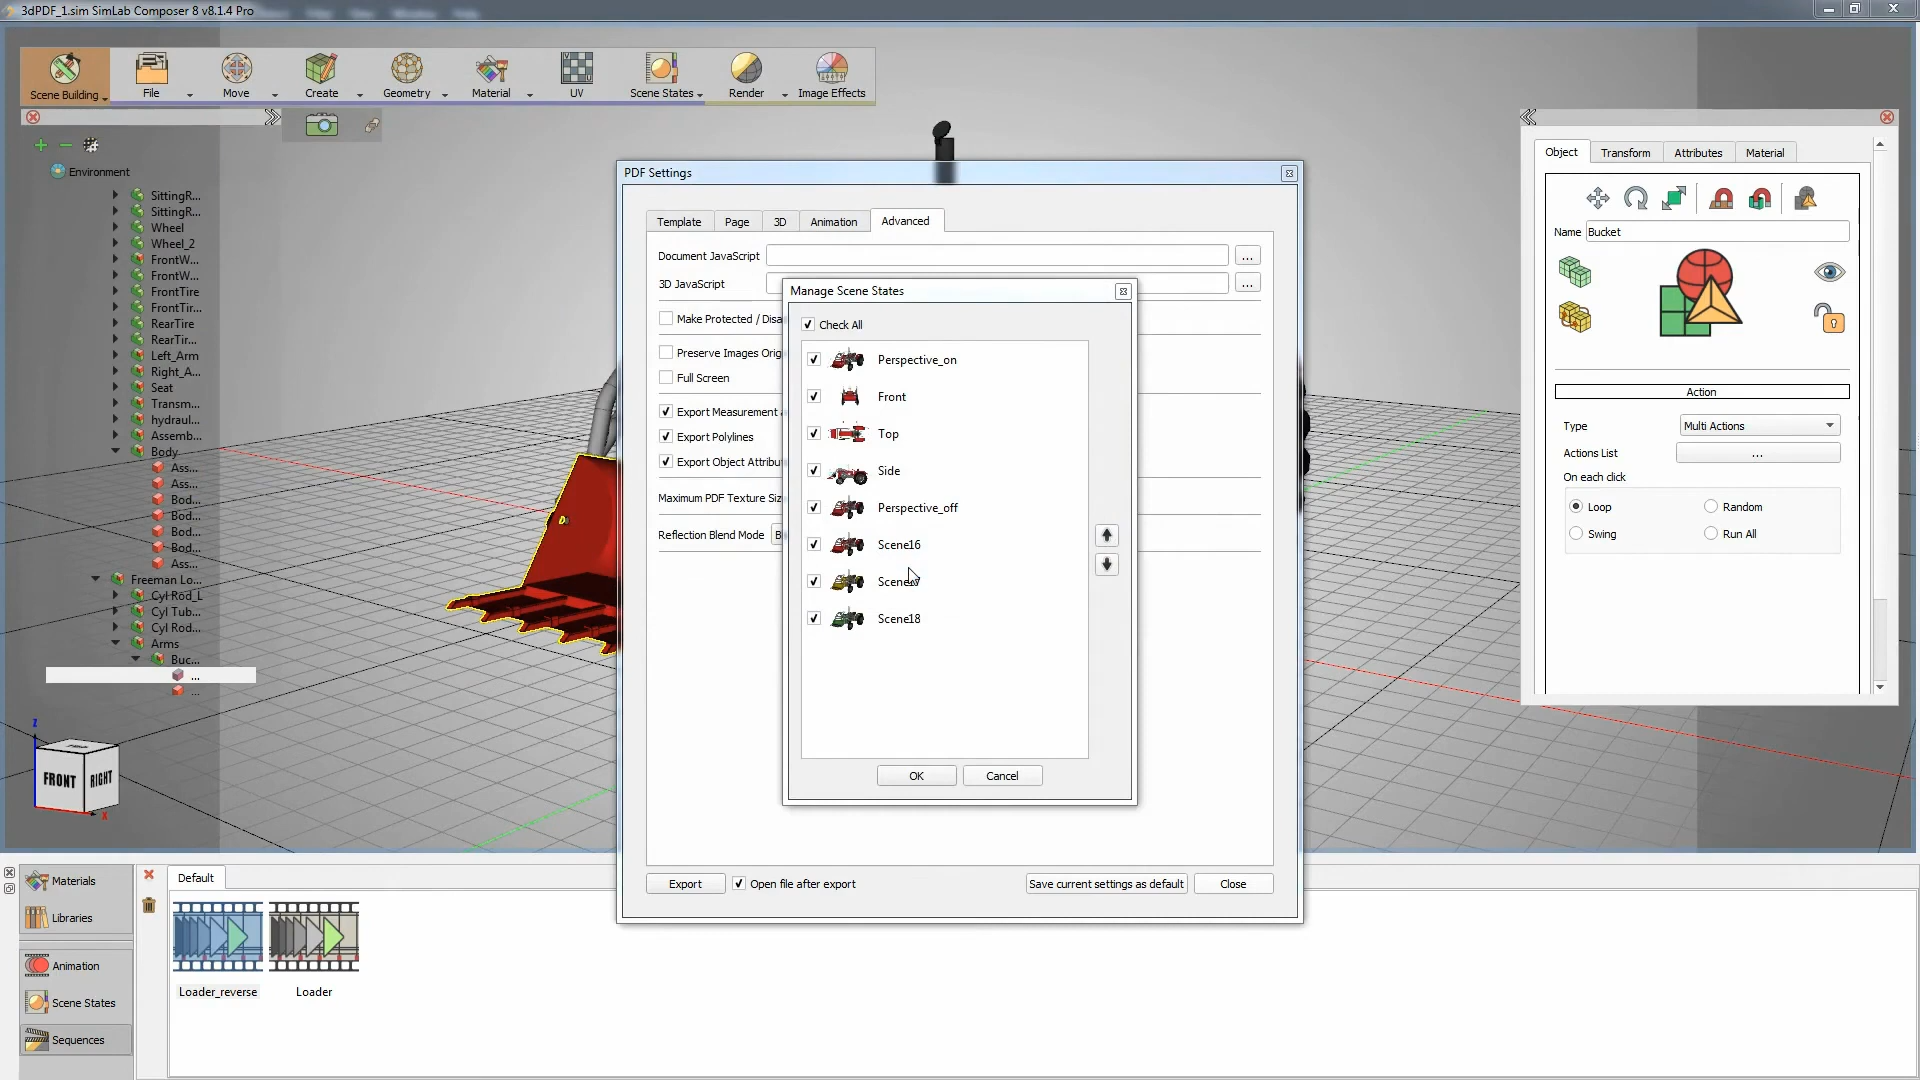 3dPDF_1.sim SimLab Composer 8 v8.1.4 Pro
Scene Building
File
Move
Create
Geometry
Material
UV
Scene States
Render
Image Effects
Environment
SittingR...
SittingR...
Wheel
Wheel_2
FrontW...
FrontW...
FrontTire
FrontTir...
RearTire
RearTir...
Left_Arm
Right_A...
Seat
Transm...
hydraul...
Assemb...
Body
Ass...
Ass...
Bod...
Bod...
Bod...
Bod...
Ass...
Freeman Lo...
Cyl Rod_L
Cyl Tub...
Cyl Rod...
Arms
Buc...
...
...
Z
FRONT
RIGHT
X
PDF Settings
Template
Page
3D
Animation
Advanced
Document JavaScript
...
3D JavaScript
...
Make Protected / Disa
Preserve Images Orig
Full Screen
Export Measurement
Export Polylines
Export Object Attribu
Maximum PDF Texture Siz
Reflection Blend Mode
B
Export
Open file after export
Save current settings as default
Close
Manage Scene States
Check All
Perspective_on
Front
Top
Side
Perspective_off
Scene16
Scene18
OK
Cancel
Object
Transform
Attributes
Material
Name Bucket
Action
Type
Multi Actions
Actions List
...
On each click
Loop
Random
Swing
Run All
Materials
Libraries
Animation
Scene States
Sequences
Default
Loader_reverse
Loader